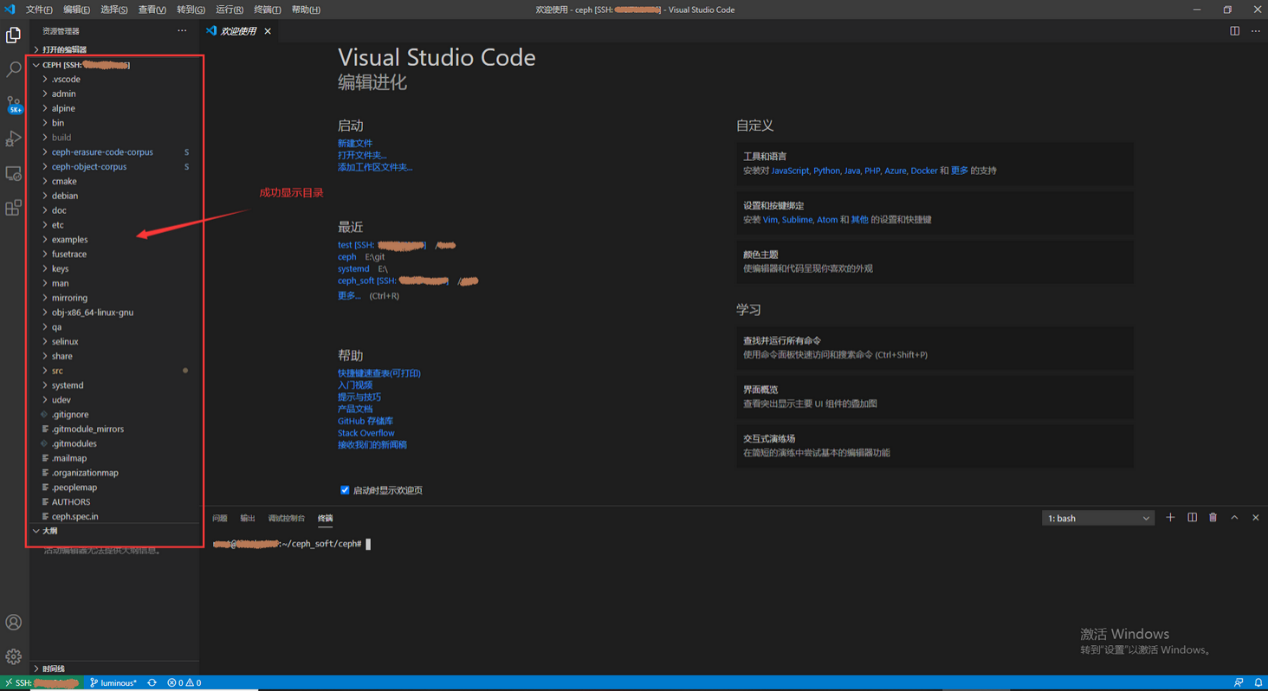 文件(F) 编辑(E) 选择(S) 查看(V) 转到(G) 运行(R) 终端(T) 帮助(H)
欢迎使用 - ceph [SSH: ] - Visual Studio Code
资源管理器
欢迎使用
打开的编辑器
CEPH [SSH: ]
.vscode
admin
alpine
bin
build
ceph-erasure-code-corpus S
ceph-object-corpus S
cmake
debian
doc
etc
examples
fusetrace
keys
man
mirroring
obj-x86_64-linux-gnu
qa
selinux
share
src
systemd
udev
.gitignore
.gitmodule_mirrors
.gitmodules
.mailmap
.organizationmap
.peoplemap
AUTHORS
ceph.spec.in
大纲
活动编辑器无法提供大纲信息。
时间线
5K+
成功显示目录
Visual Studio Code
编辑进化
启动
新建文件
打开文件夹...
添加工作区文件夹...
最近
test [SSH: ] /
ceph E:\git
systemd E:\
ceph_soft [SSH: ] /
更多... (Ctrl+R)
帮助
快捷键速查表(可打印)
入门视频
提示与技巧
产品文档
GitHub 存储库
Stack Overflow
接收我们的新闻稿
启动时显示欢迎页
自定义
工具和语言
安装对 JavaScript, Python, Java, PHP, Azure, Docker 和 更多 的支持
设置和按键绑定
安装 Vim, Sublime, Atom 和 其他 的设置和快捷键
颜色主题
使编辑器和代码呈现你喜欢的外观
学习
查找并运行所有命令
使用命令面板快速访问和搜索命令 (Ctrl+Shift+P)
界面概览
查看突出显示主要 UI 组件的叠加图
交互式演练场
在简短的演练中尝试基本的编辑器功能
问题 输出 调试控制台 终端
1: bash
@ :~/ceph_soft/ceph#
激活 Windows
转到"设置"以激活 Windows。
SSH: luminous* 0 0